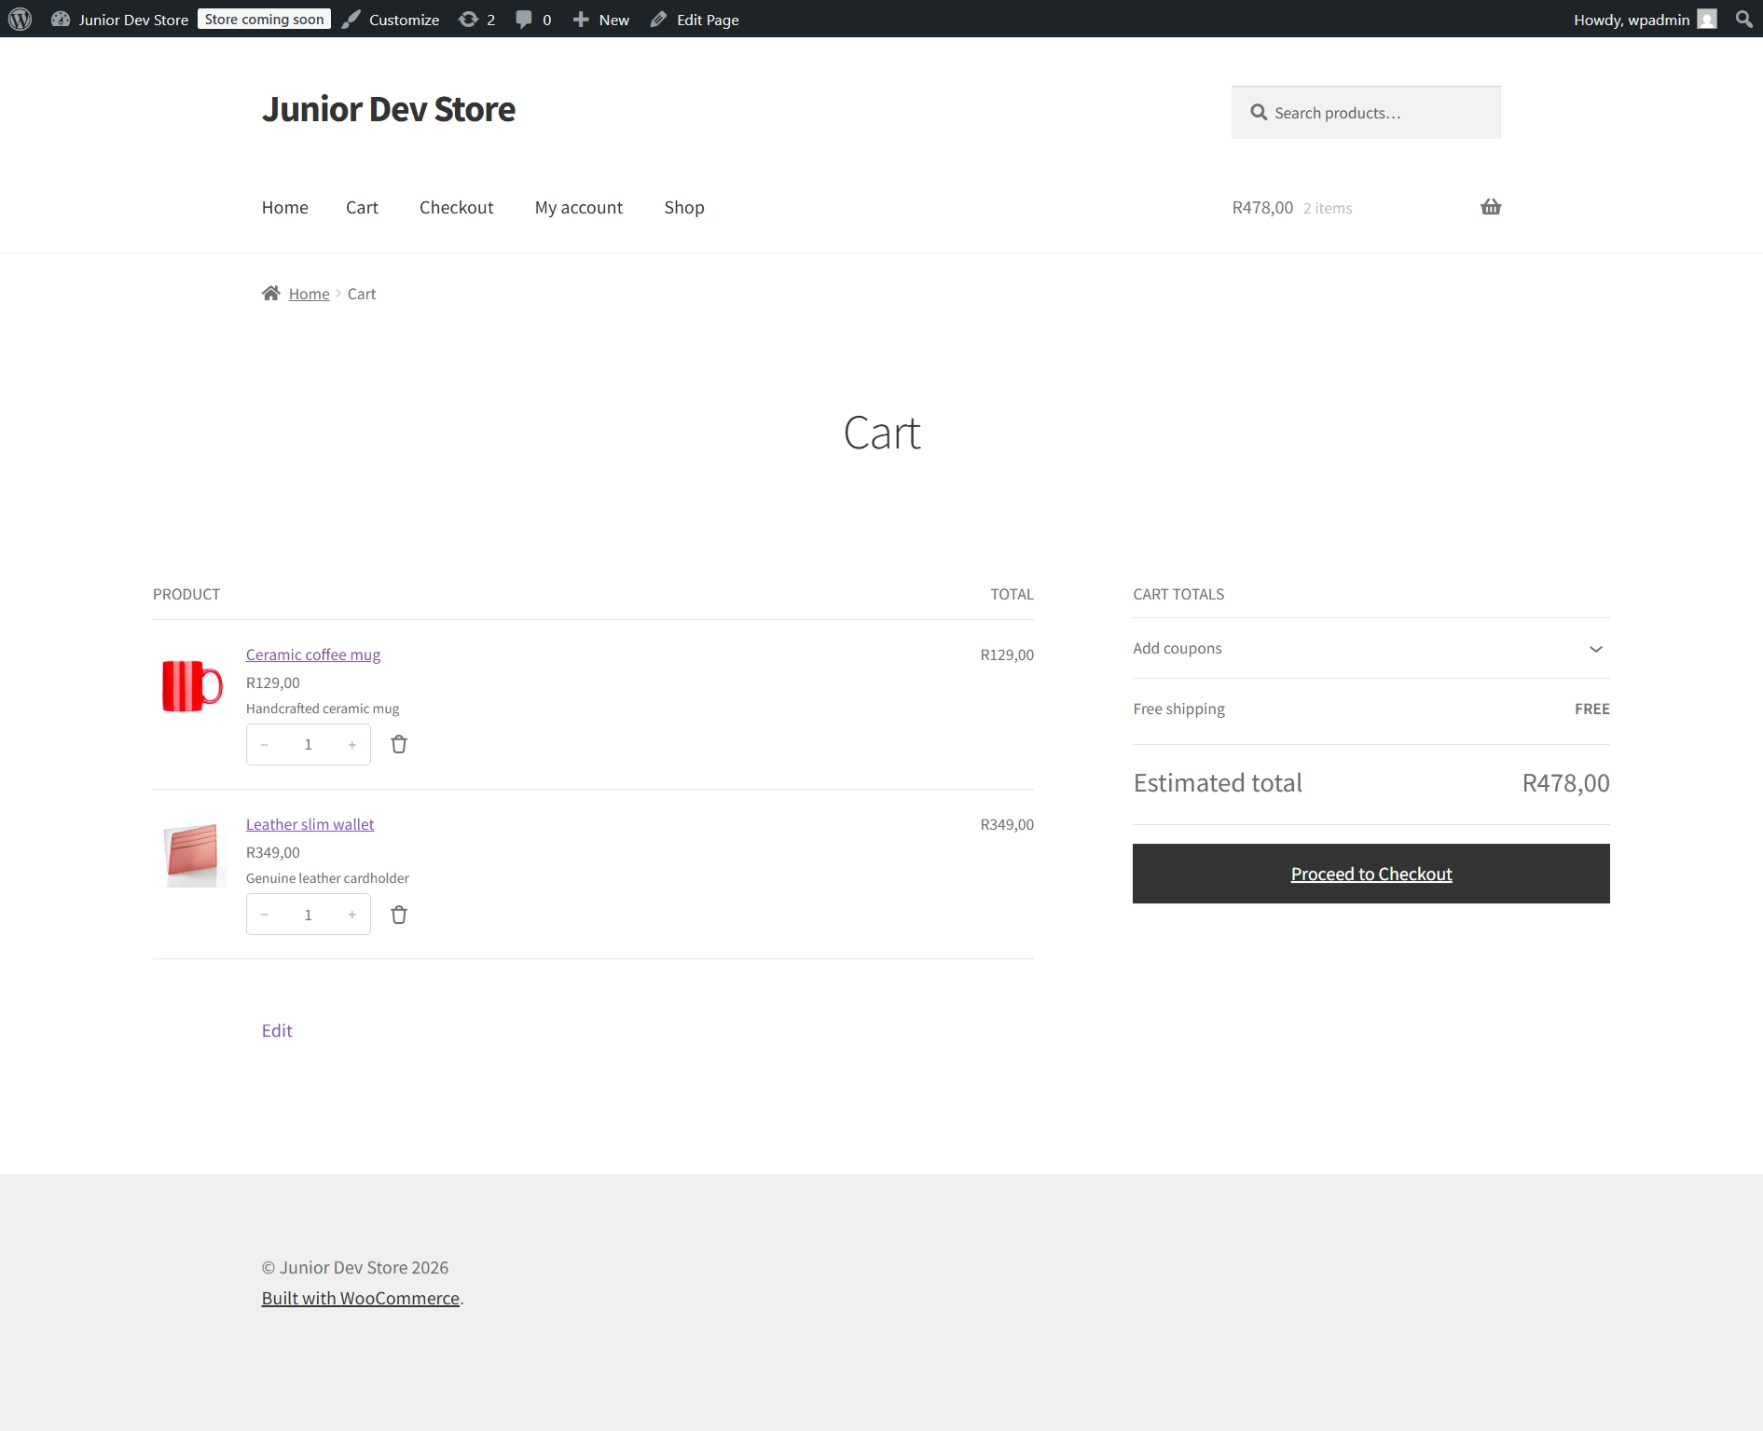 Junior Dev Store Store coming soon Customize 2 0 New Edit Page Howdy, wpadmin
Junior Dev Store
Search products...
Home Cart Checkout My account Shop R478,00 2 items
Home Cart
Cart
PRODUCT TOTAL
Ceramic coffee mug R129,00
R129,00
Handcrafted ceramic mug
− 1 +
Leather slim wallet R349,00
R349,00
Genuine leather cardholder
− 1 +
CART TOTALS
Add coupons
Free shipping FREE
Estimated total R478,00
Proceed to Checkout
Edit
© Junior Dev Store 2026
Built with WooCommerce.